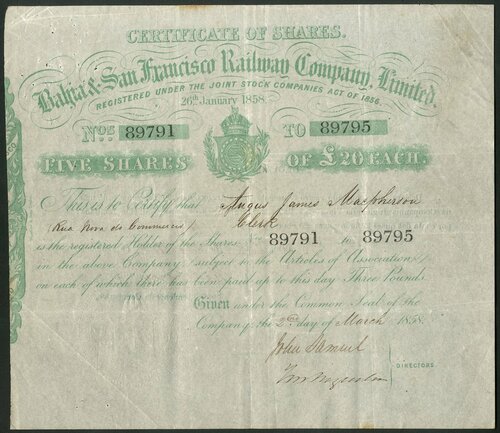 CERTIFICATE OF SHARES.
Bahia & San Francisco Railway Company, Limited.
REGISTERED UNDER THE JOINT STOCK COMPANIES ACT OF 1856.
26th January 1858.
Nos 89791 TO 89795
FIVE SHARES OF £20 EACH.
This is to Certify that Angus James Macpherson
Rua Nova do Commercio / Clerk
is the registered Holder of the Shares Nos 89791 to 89795
in the above Company, subject to the Articles of Association,
on each of which there has been paid up to this day Three Pounds
Given under the Common Seal of the
Company, the 2nd day of March 1858.
John Samuel
DIRECTORS